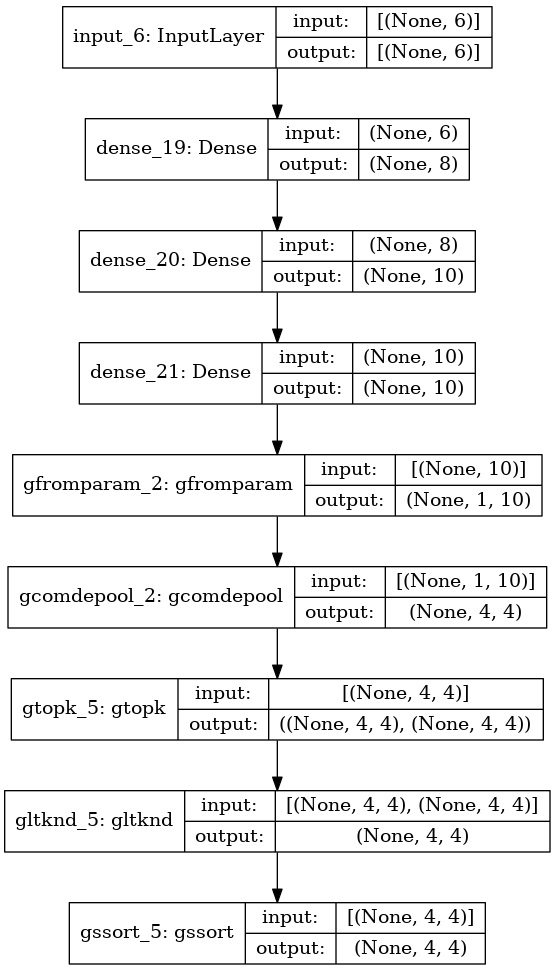 input_6: InputLayer
input: [(None, 6)]
output: [(None, 6)]
dense_19: Dense
input: (None, 6)
output: (None, 8)
dense_20: Dense
input: (None, 8)
output: (None, 10)
dense_21: Dense
input: (None, 10)
output: (None, 10)
gfromparam_2: gfromparam
input: [(None, 10)]
output: (None, 1, 10)
gcomdepool_2: gcomdepool
input: [(None, 1, 10)]
output: (None, 4, 4)
gtopk_5: gtopk
input: [(None, 4, 4)]
output: ((None, 4, 4), (None, 4, 4))
gltknd_5: gltknd
input: [(None, 4, 4), (None, 4, 4)]
output: (None, 4, 4)
gssort_5: gssort
input: [(None, 4, 4)]
output: (None, 4, 4)